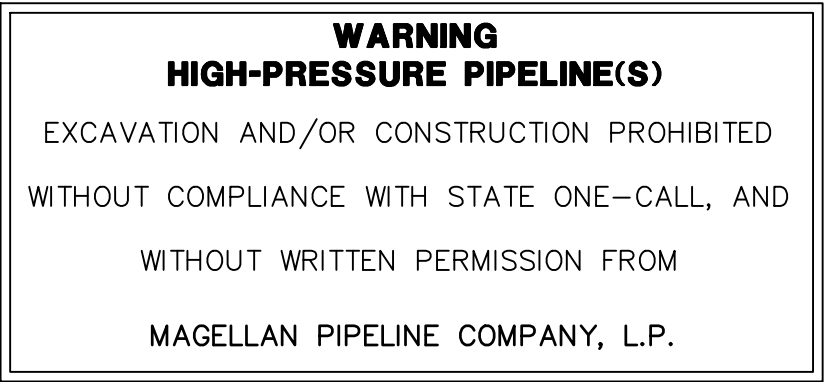 WARNING
HIGH-PRESSURE PIPELINE(S)
EXCAVATION AND/OR CONSTRUCTION PROHIBITED
WITHOUT COMPLIANCE WITH STATE ONE-CALL, AND
WITHOUT WRITTEN PERMISSION FROM
MAGELLAN PIPELINE COMPANY, L.P.